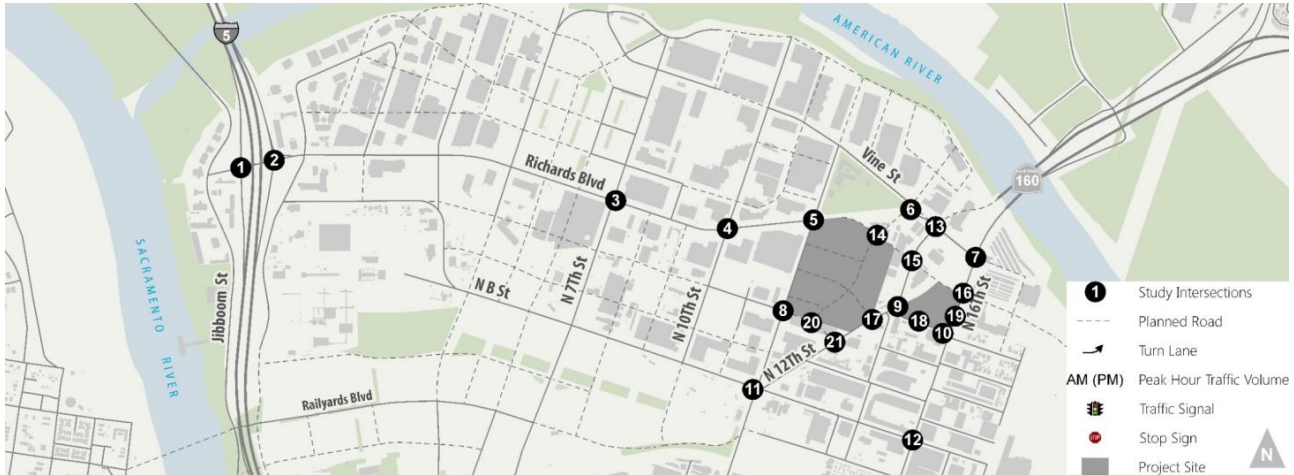 5
AMERICAN RIVER
160
1
2
Richards Blvd
3
4
5
Vine St
6
13
14
15
7
16
N 16Th St
9
19
18
10
17
8
20
21
N 12Th St
11
12
N 7Th St
N 10Th St
N B St
Jibboom St
SACRAMENTO RIVER
Railyards Blvd
1 Study Intersections
Planned Road
Turn Lane
AM (PM) Peak Hour Traffic Volume
Traffic Signal
STOP Stop Sign
Project Site
N